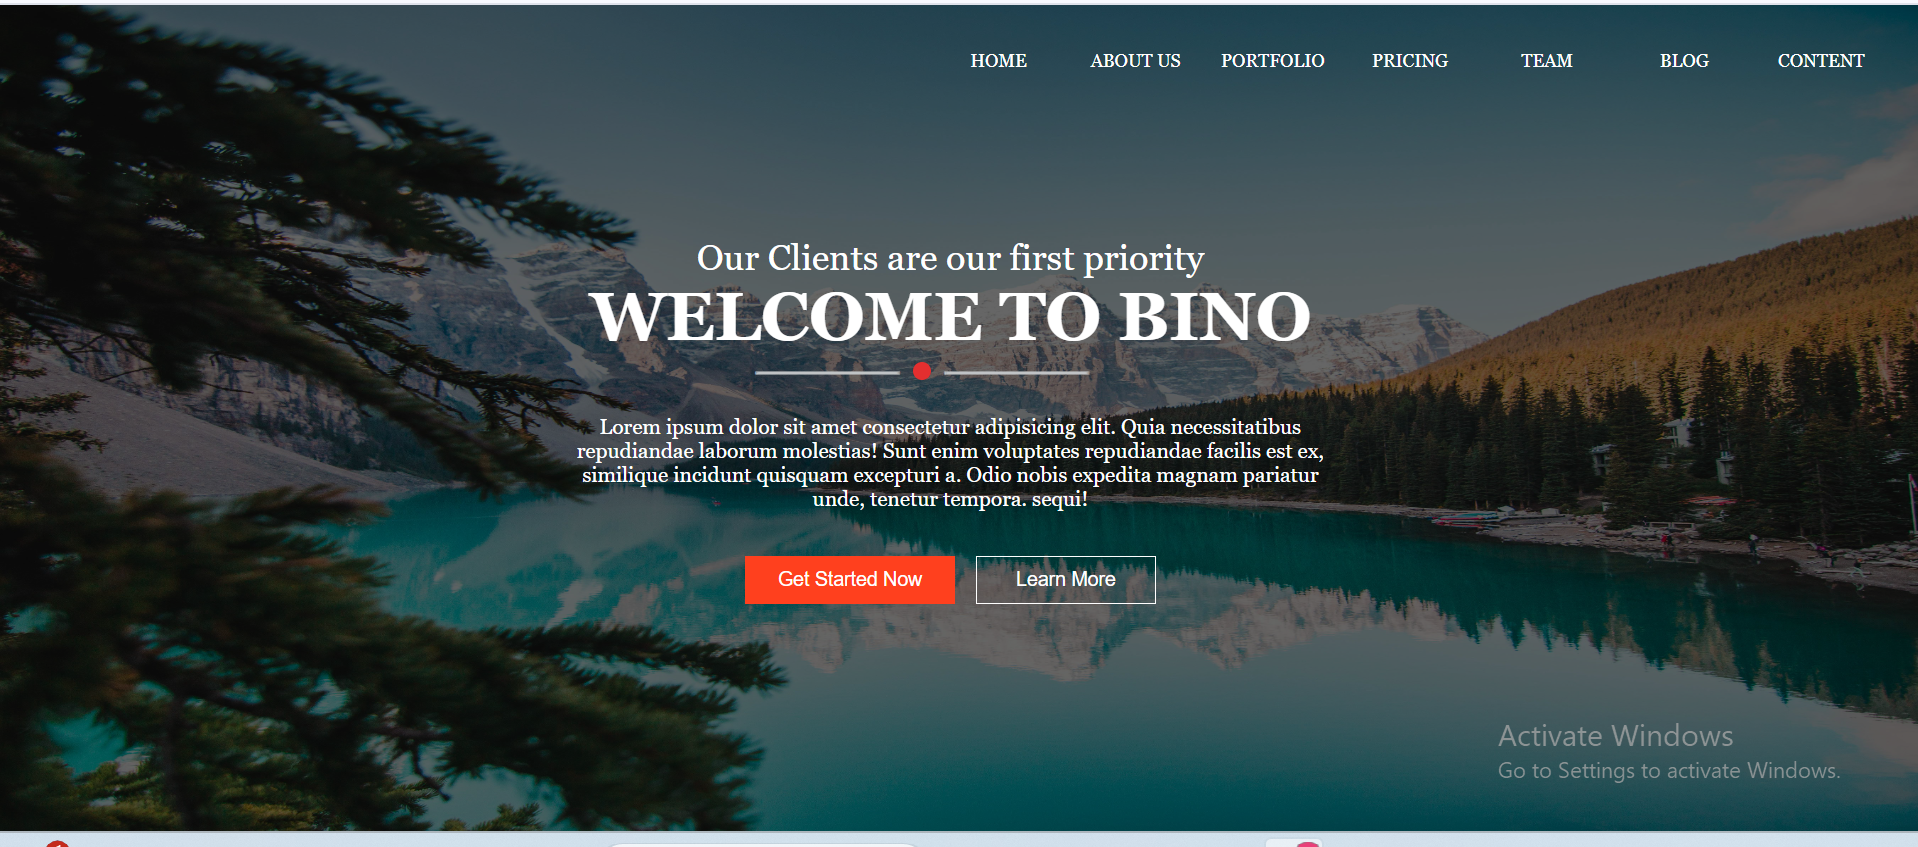 HOME ABOUT US PORTFOLIO PRICING TEAM BLOG CONTENT
Our Clients are our first priority
WELCOME TO BINO
Lorem ipsum dolor sit amet consectetur adipisicing elit. Quia necessitatibus
repudiandae laborum molestias! Sunt enim voluptates repudiandae facilis est ex,
similique incidunt quisquam excepturi a. Odio nobis expedita magnam pariatur
unde, tenetur tempora. sequi!
Get Started Now Learn More
Activate Windows
Go to Settings to activate Windows.